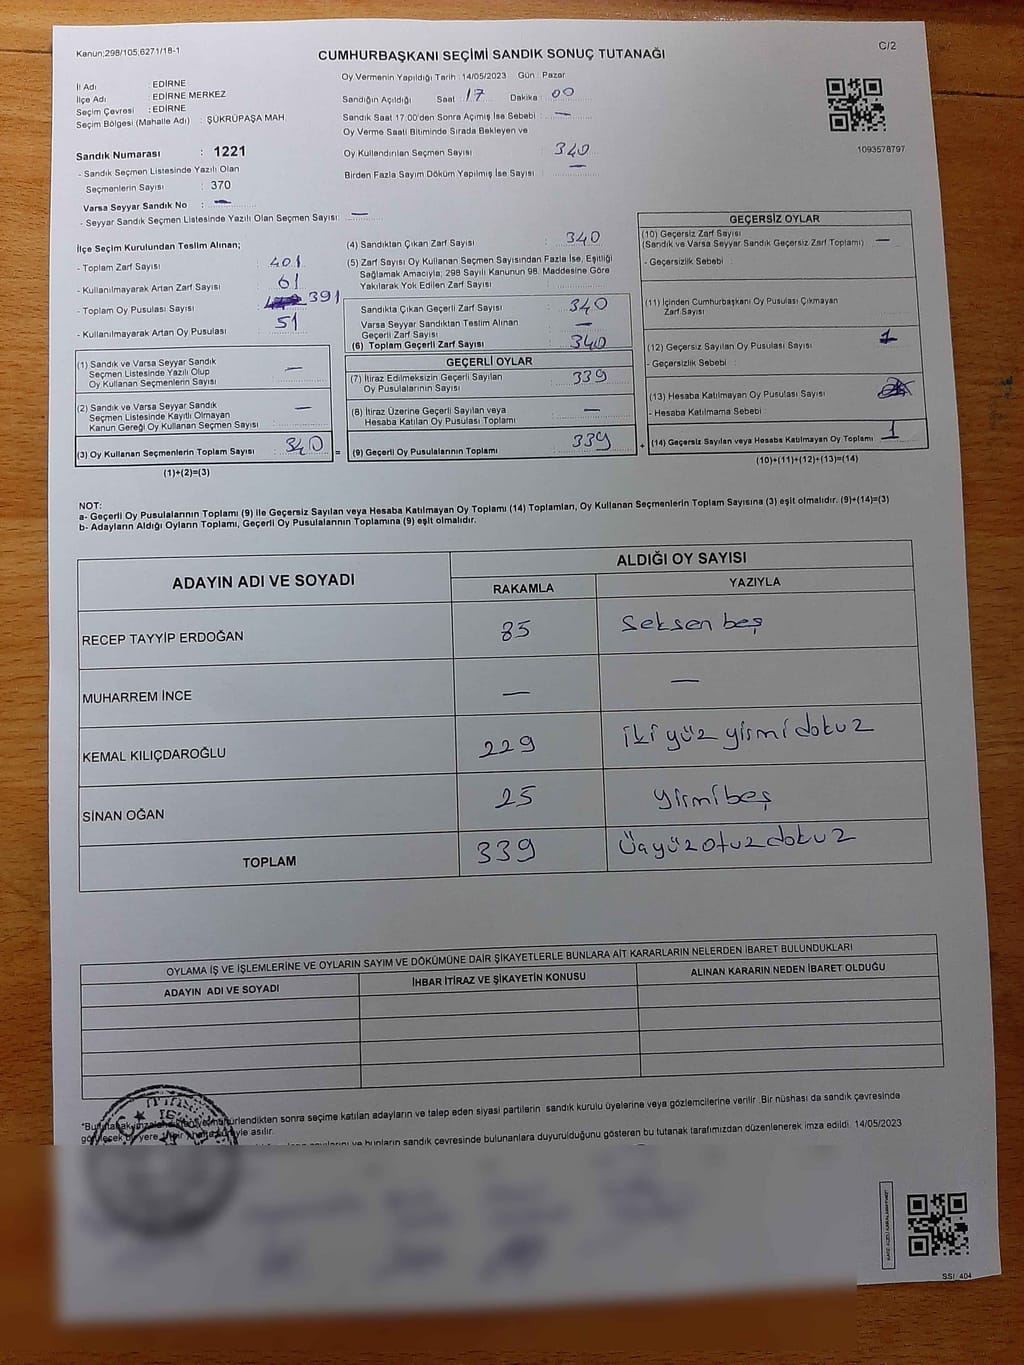 Kanun;298/105,6271/18-1
C/2
CUMHURBAŞKANI SEÇİMİ SANDIK SONUÇ TUTANAĞI
İl Adı : EDİRNE
İlçe Adı : EDİRNE MERKEZ
Seçim Çevresi : EDİRNE
Seçim Bölgesi (Mahalle Adı) : ŞÜKRÜPAŞA MAH
Oy Vermenin Yapıldığı Tarih : 14/05/2023 Gün : Pazar
Sandığın Açıldığı Saat : 17 Dakika : 00
Sandık Saat 17:00'den Sonra Açımış İse Sebebi : —
Oy Verme Saati Bitiminde Sırada Bekleyen ve
Oy Kullandırılan Seçmen Sayısı : 340
Birden Fazla Sayım Döküm Yapılmış İse Sayısı : —
1093578797
Sandık Numarası : 1221
- Sandık Seçmen Listesinde Yazılı Olan
Seçmenlerin Sayısı : 370
Varsa Seyyar Sandık No : —
- Seyyar Sandık Seçmen Listesinde Yazılı Olan Seçmen Sayısı: —
İlçe Seçim Kurulundan Teslim Alınan;
- Toplam Zarf Sayısı : 401
- Kullanılmayarak Artan Zarf Sayısı : 61
- Toplam Oy Pusulası Sayısı : 391
- Kullanılmayarak Artan Oy Pusulası : 51
(1) Sandık ve Varsa Seyyar Sandık
Seçmen Listesinde Yazılı Olup
Oy Kullanan Seçmenlerin Sayısı : —
(2) Sandık ve Varsa Seyyar Sandık
Seçmen Listesinde Kayıtlı Olmayan
Kanun Gereği Oy Kullanan Seçmen Sayısı : —
(3) Oy Kullanan Seçmenlerin Toplam Sayısı : 340
(1)+(2)=(3)
(4) Sandıktan Çıkan Zarf Sayısı : 340
(5) Zarf Sayısı Oy Kullanan Seçmen Sayısından Fazla İse, Eşitliği
Sağlamak Amacıyla; 298 Sayılı Kanunun 98. Maddesine Göre
Yakılarak Yok Edilen Zarf Sayısı :
Sandıkta Çıkan Geçerli Zarf Sayısı : 340
Varsa Seyyar Sandıktan Teslim Alınan
Geçerli Zarf Sayısı : —
(6) Toplam Geçerli Zarf Sayısı : 340
GEÇERLİ OYLAR
(7) İtiraz Edilmeksizin Geçerli Sayılan
Oy Pusulalarının Sayısı : 339
(8) İtiraz Üzerine Geçerli Sayılan veya
Hesaba Katılan Oy Pusulası Toplamı : —
= (9) Geçerli Oy Pusulalarının Toplamı : 339
GEÇERSİZ OYLAR
(10) Geçersiz Zarf Sayısı
(Sandık ve Varsa Seyyar Sandık Geçersiz Zarf Toplamı) —
- Geçersizlik Sebebi :
(11) İçinden Cumhurbaşkanı Oy Pusulası Çıkmayan
Zarf Sayısı :
(12) Geçersiz Sayılan Oy Pusulası Sayısı : 1
- Geçersizlik Sebebi :
(13) Hesaba Katılmayan Oy Pusulası Sayısı :
- Hesaba Katılmama Sebebi :
+ (14) Geçersiz Sayılan veya Hesaba Katılmayan Oy Toplamı : 1
(10)+(11)+(12)+(13)=(14)
NOT:
a- Geçerli Oy Pusulalarının Toplamı (9) ile Geçersiz Sayılan veya Hesaba Katılmayan Oy Toplamı (14) Toplamları, Oy Kullanan Seçmenlerin Toplam Sayısına (3) eşit olmalıdır. (9)+(14)=(3)
b- Adayların Aldığı Oyların Toplamı, Geçerli Oy Pusulalarının Toplamına (9) eşit olmalıdır.
ADAYIN ADI VE SOYADI
ALDIĞI OY SAYISI
RAKAMLA YAZIYLA
RECEP TAYYİP ERDOĞAN 85 Seksen beş
MUHARREM İNCE — —
KEMAL KILIÇDAROĞLU 229 iki yüz yirmi dokuz
SİNAN OĞAN 25 yirmi beş
TOPLAM 339 Üç yüz otuz dokuz
OYLAMA İŞ VE İŞLEMLERİNE VE OYLARIN SAYIM VE DÖKÜMÜNE DAİR ŞİKAYETLERLE BUNLARA AİT KARARLARIN NELERDEN İBARET BULUNDUKLARI
ADAYIN ADI VE SOYADI İHBAR İTİRAZ VE ŞİKAYETİN KONUSU ALINAN KARARIN NEDEN İBARET OLDUĞU
sonra seçime katılan adayların ve talep eden siyasi partilerin sandık kurulu üyelerine veya gözlemcilerine verilir .Bir nüshası da sandık çevresinde
yere asılır.
ve bunların sandık çevresinde bulunanlara duyurulduğunu gösteren bu tutanak tarafımızdan düzenlenerek imza edildi. 14/05/2023
SSİ: 404